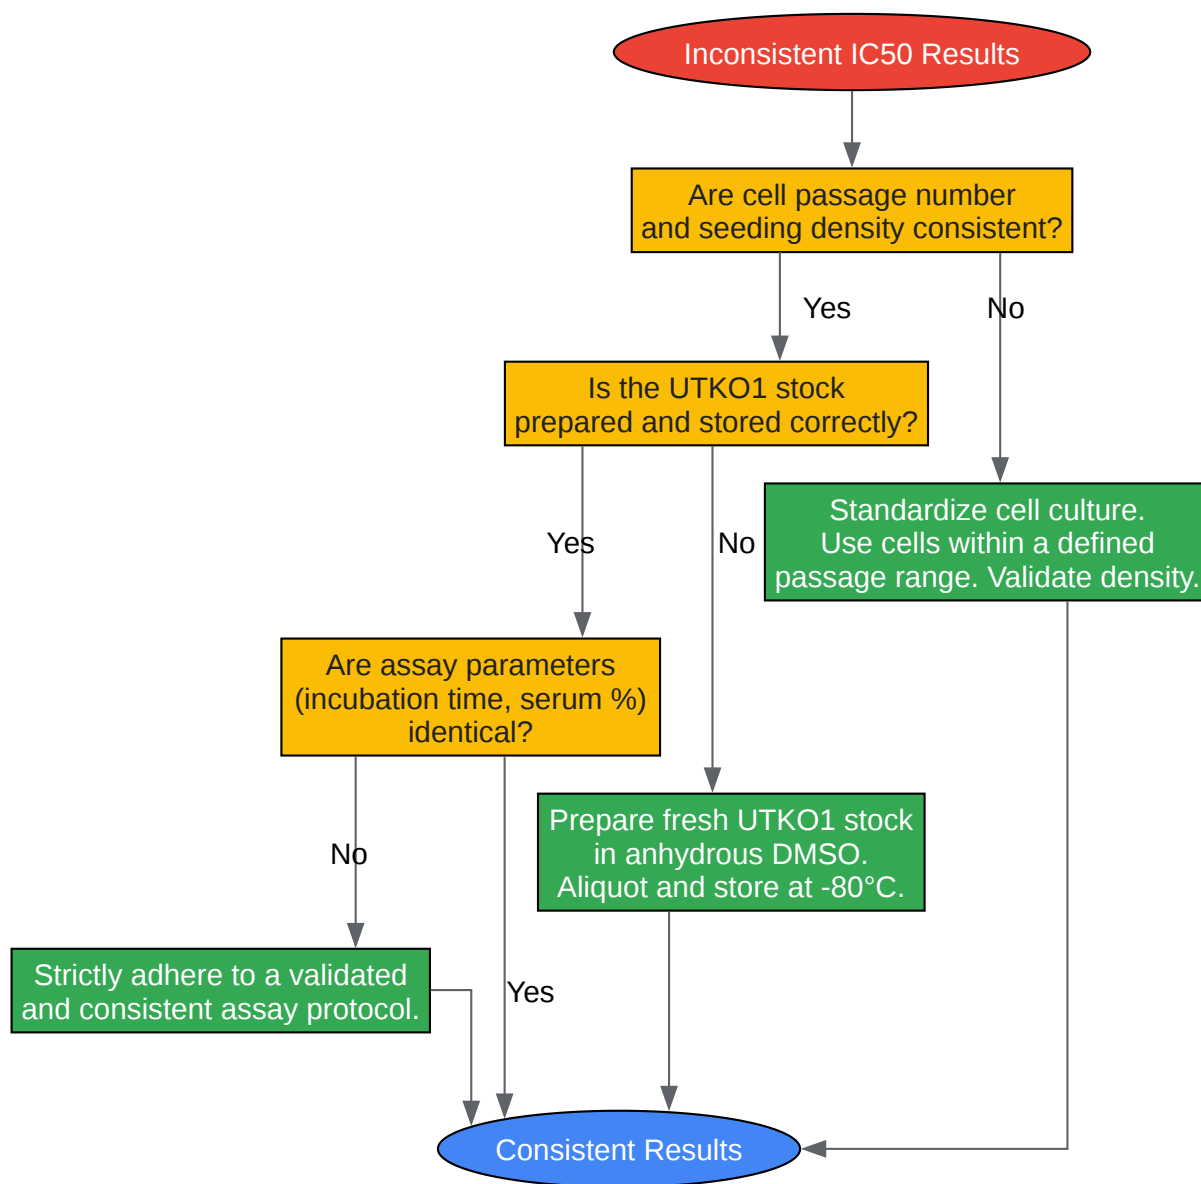 Inconsistent IC50 Results
Are cell passage number
and seeding density consistent?
Yes
No
Is the UTKO1 stock
prepared and stored correctly?
Standardize cell culture.
Use cells within a defined
passage range. Validate density.
Yes
No
Are assay parameters
(incubation time, serum %)
identical?
Prepare fresh UTKO1 stock
in anhydrous DMSO.
Aliquot and store at -80°C.
No
Strictly adhere to a validated
and consistent assay protocol.
Yes
Consistent Results